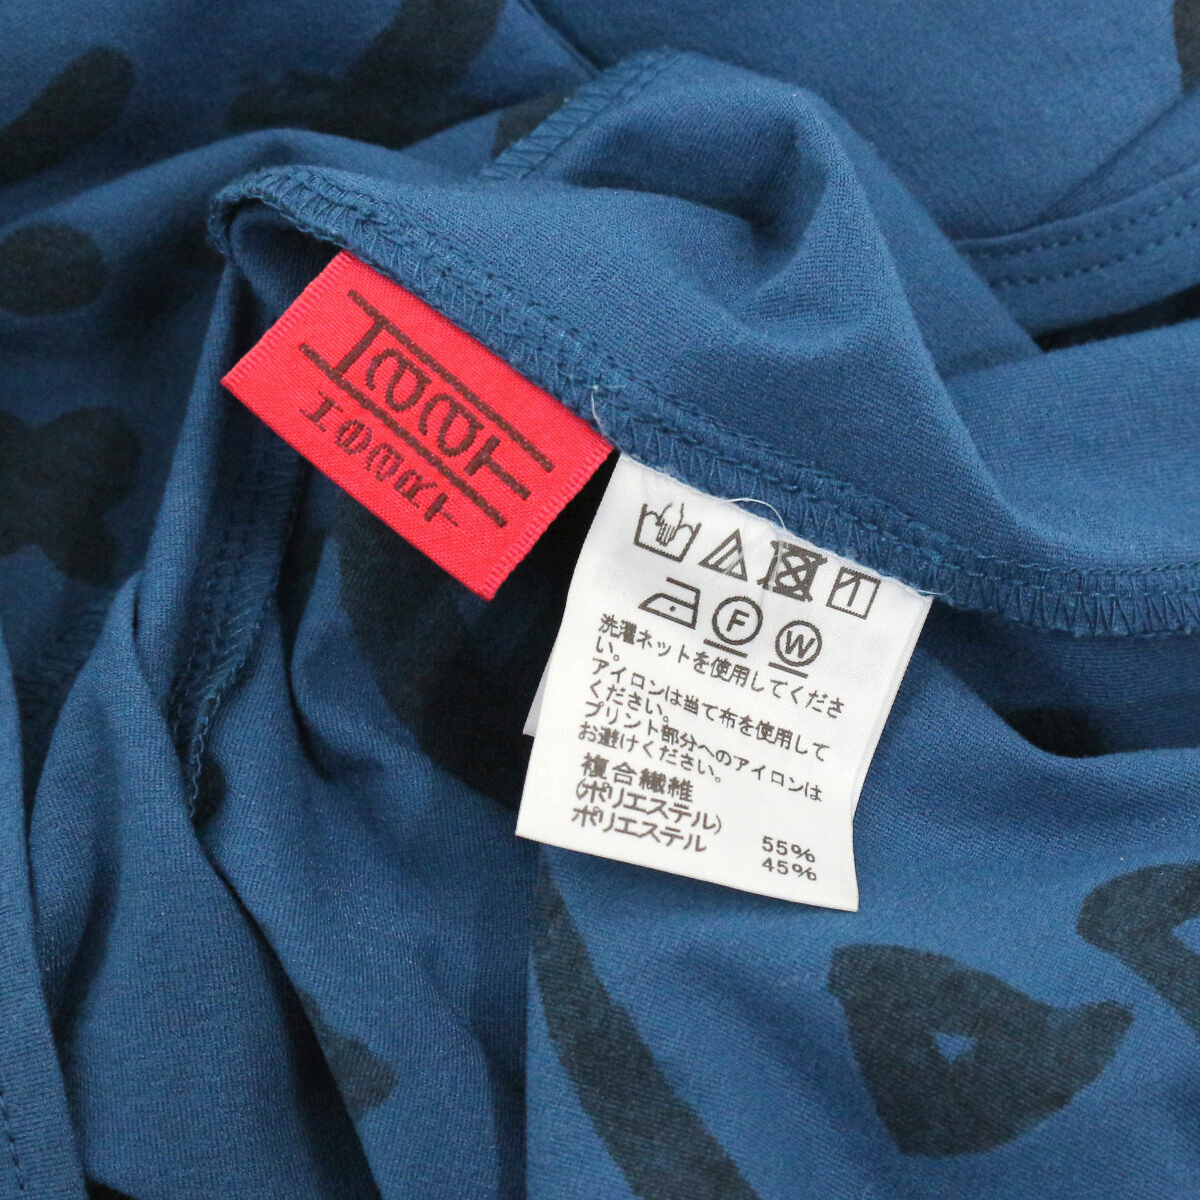 HaaaT
HaaaT
F
W
洗濯ネットを使用してくださ
い。
アイロンは当て布を使用して
ください。
プリント部分へのアイロンは
お避けください。
複合繊維
(ポリエステル) 55%
ポリエステル 45%